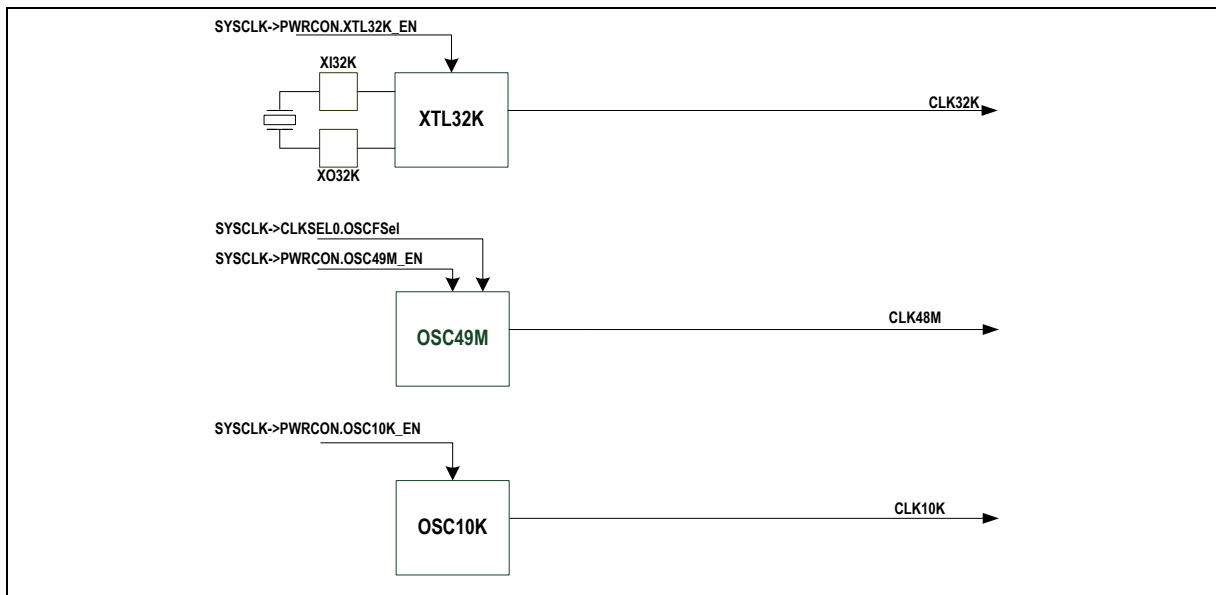 SYSCLK->PWRCON.XTL32K_EN
XI32K
XTL32K
CLK32K
XO32K
SYSCLK->CLKSEL0.OSCFSel
SYSCLK->PWRCON.OSC49M_EN
OSC49M
CLK48M
SYSCLK->PWRCON.OSC10K_EN
OSC10K
CLK10K